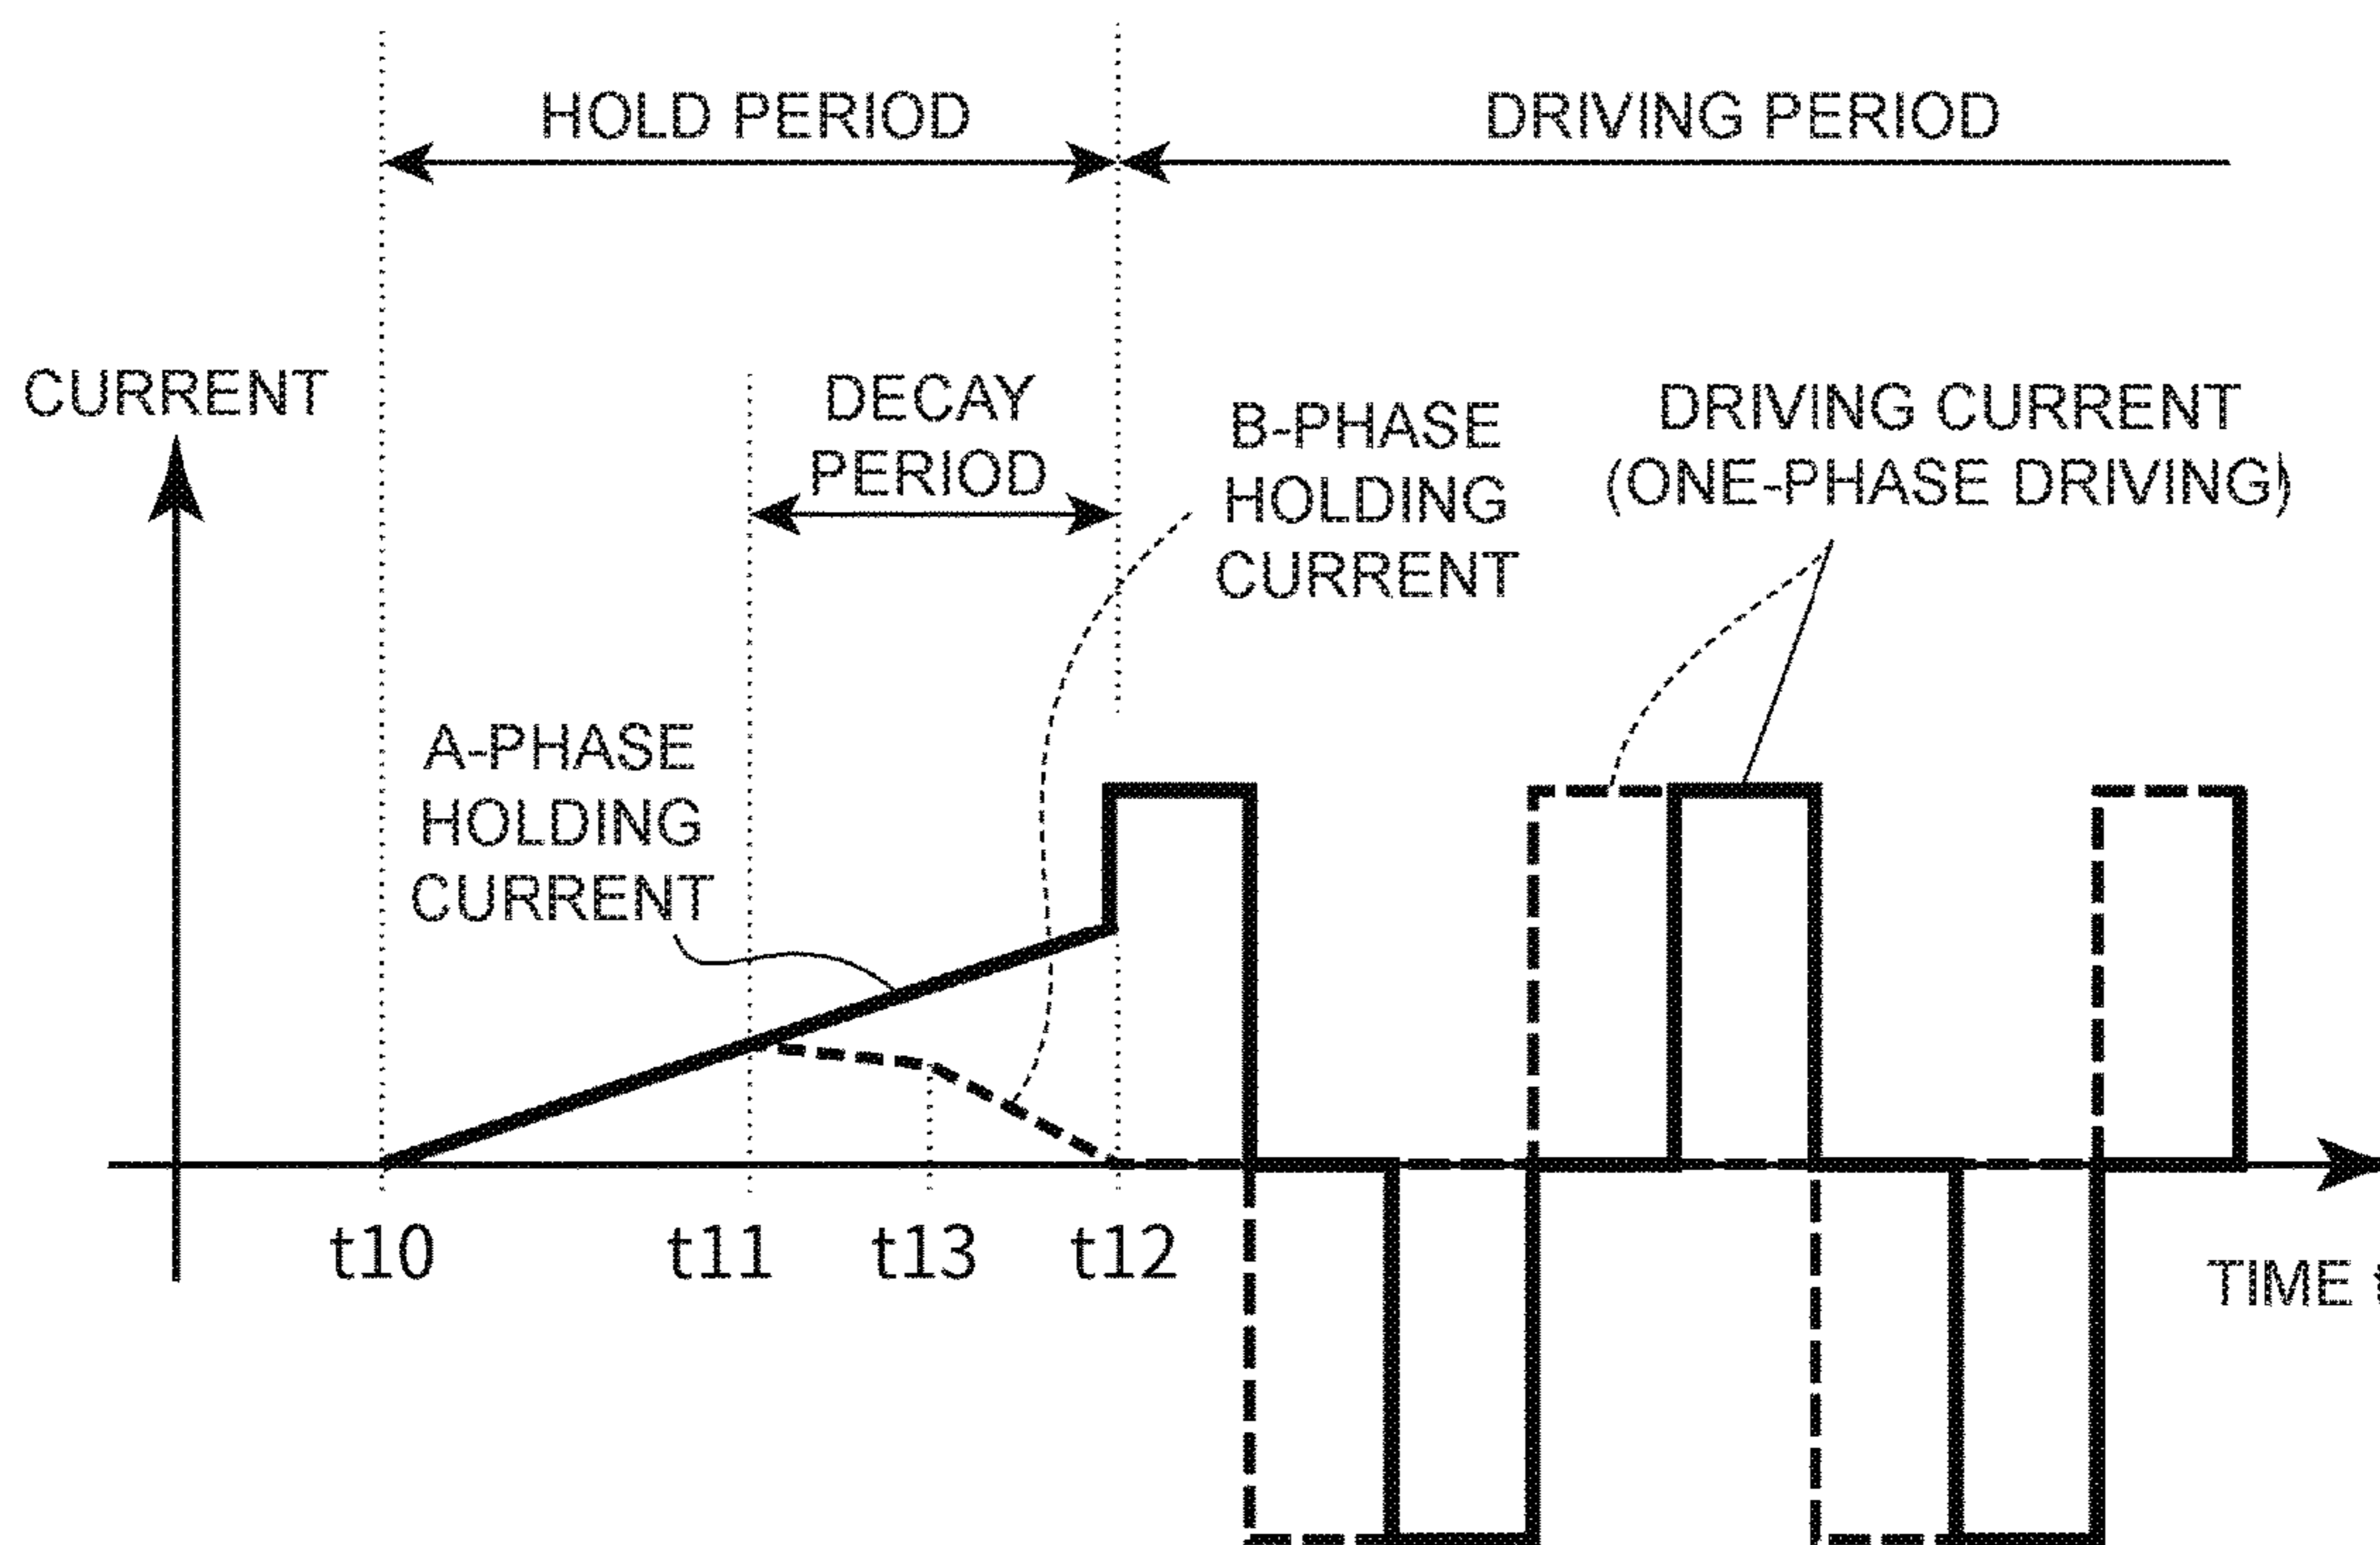 HOLD PERIOD
DRIVING PERIOD
CURRENT
DECAY
PERIOD
B-PHASE
HOLDING
CURRENT
DRIVING CURRENT
(ONE-PHASE DRIVING)
A-PHASE
HOLDING
CURRENT
t10
t11
t13
t12
TIME